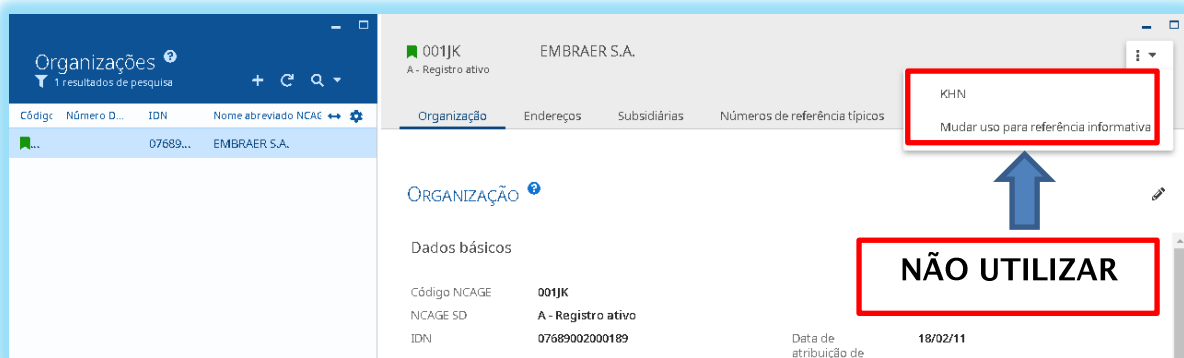 Organizações ?
1 resultados de pesquisa
Códigc Número D... IDN Nome abreviado NCAG
... 07689... EMBRAER S.A.
001JK EMBRAER S.A.
A - Registro ativo
Organização Endereços Subsidiárias Números de referência típicos
KHN
Mudar uso para referência informativa
ORGANIZAÇÃO ?
Dados básicos
NÃO UTILIZAR
Código NCAGE 001JK
NCAGE SD A - Registro ativo
IDN 07689002000189
Data de 18/02/11
atribuição de